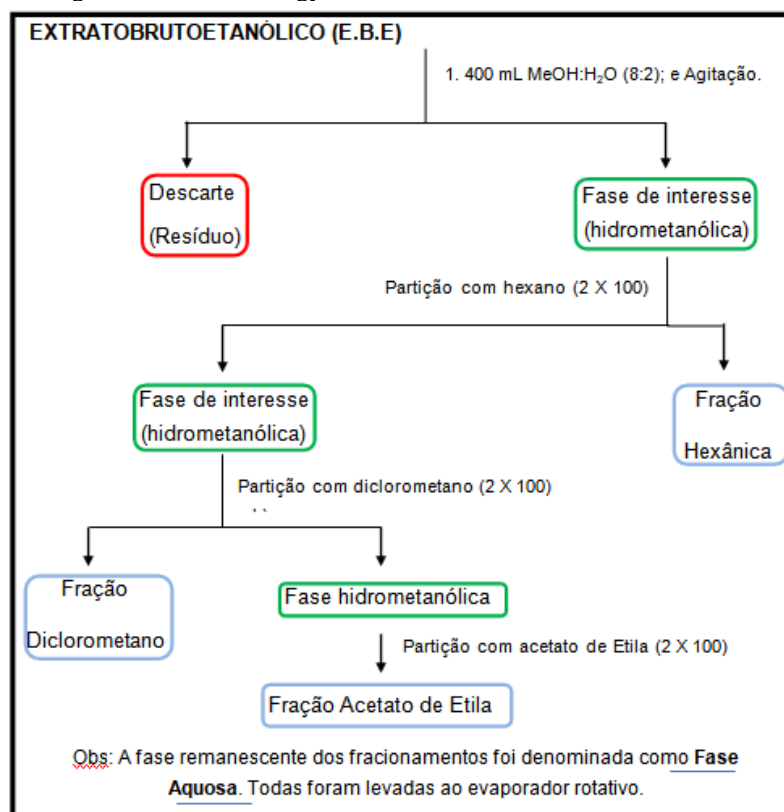 EXTRATOBRUTOETANÓLICO (E.B.E)
1. 400 mL MeOH:H₂O (8:2); e Agitação.
Descarte
(Resíduo)
Fase de interesse
(hidrometanólica)
Partição com hexano (2 X 100)
Fase de interesse
(hidrometanólica)
Fração
Hexânica
Partição com diclorometano (2 X 100)
Fração
Diclorometano
Fase hidrometanólica
Partição com acetato de Etila (2 X 100)
Fração Acetato de Etila
Obs: A fase remanescente dos fracionamentos foi denominada como Fase
Aquosa. Todas foram levadas ao evaporador rotativo.